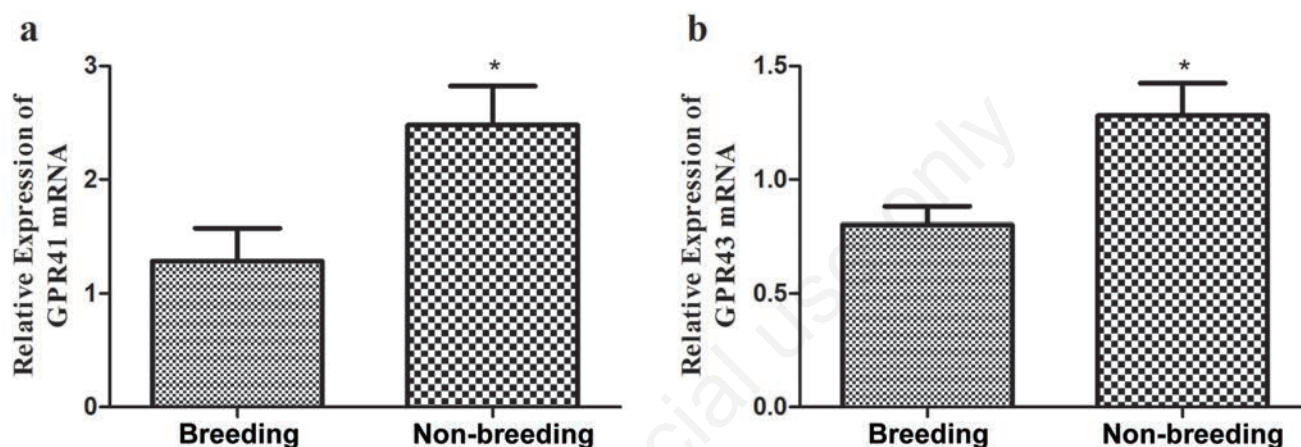 a
Relative Expression of
GPR41 mRNA
3
2
1
0
*
Breeding
Non-breeding
b
Relative Expression of
GPR43 mRNA
1.5
1.0
0.5
0.0
*
Breeding
Non-breeding